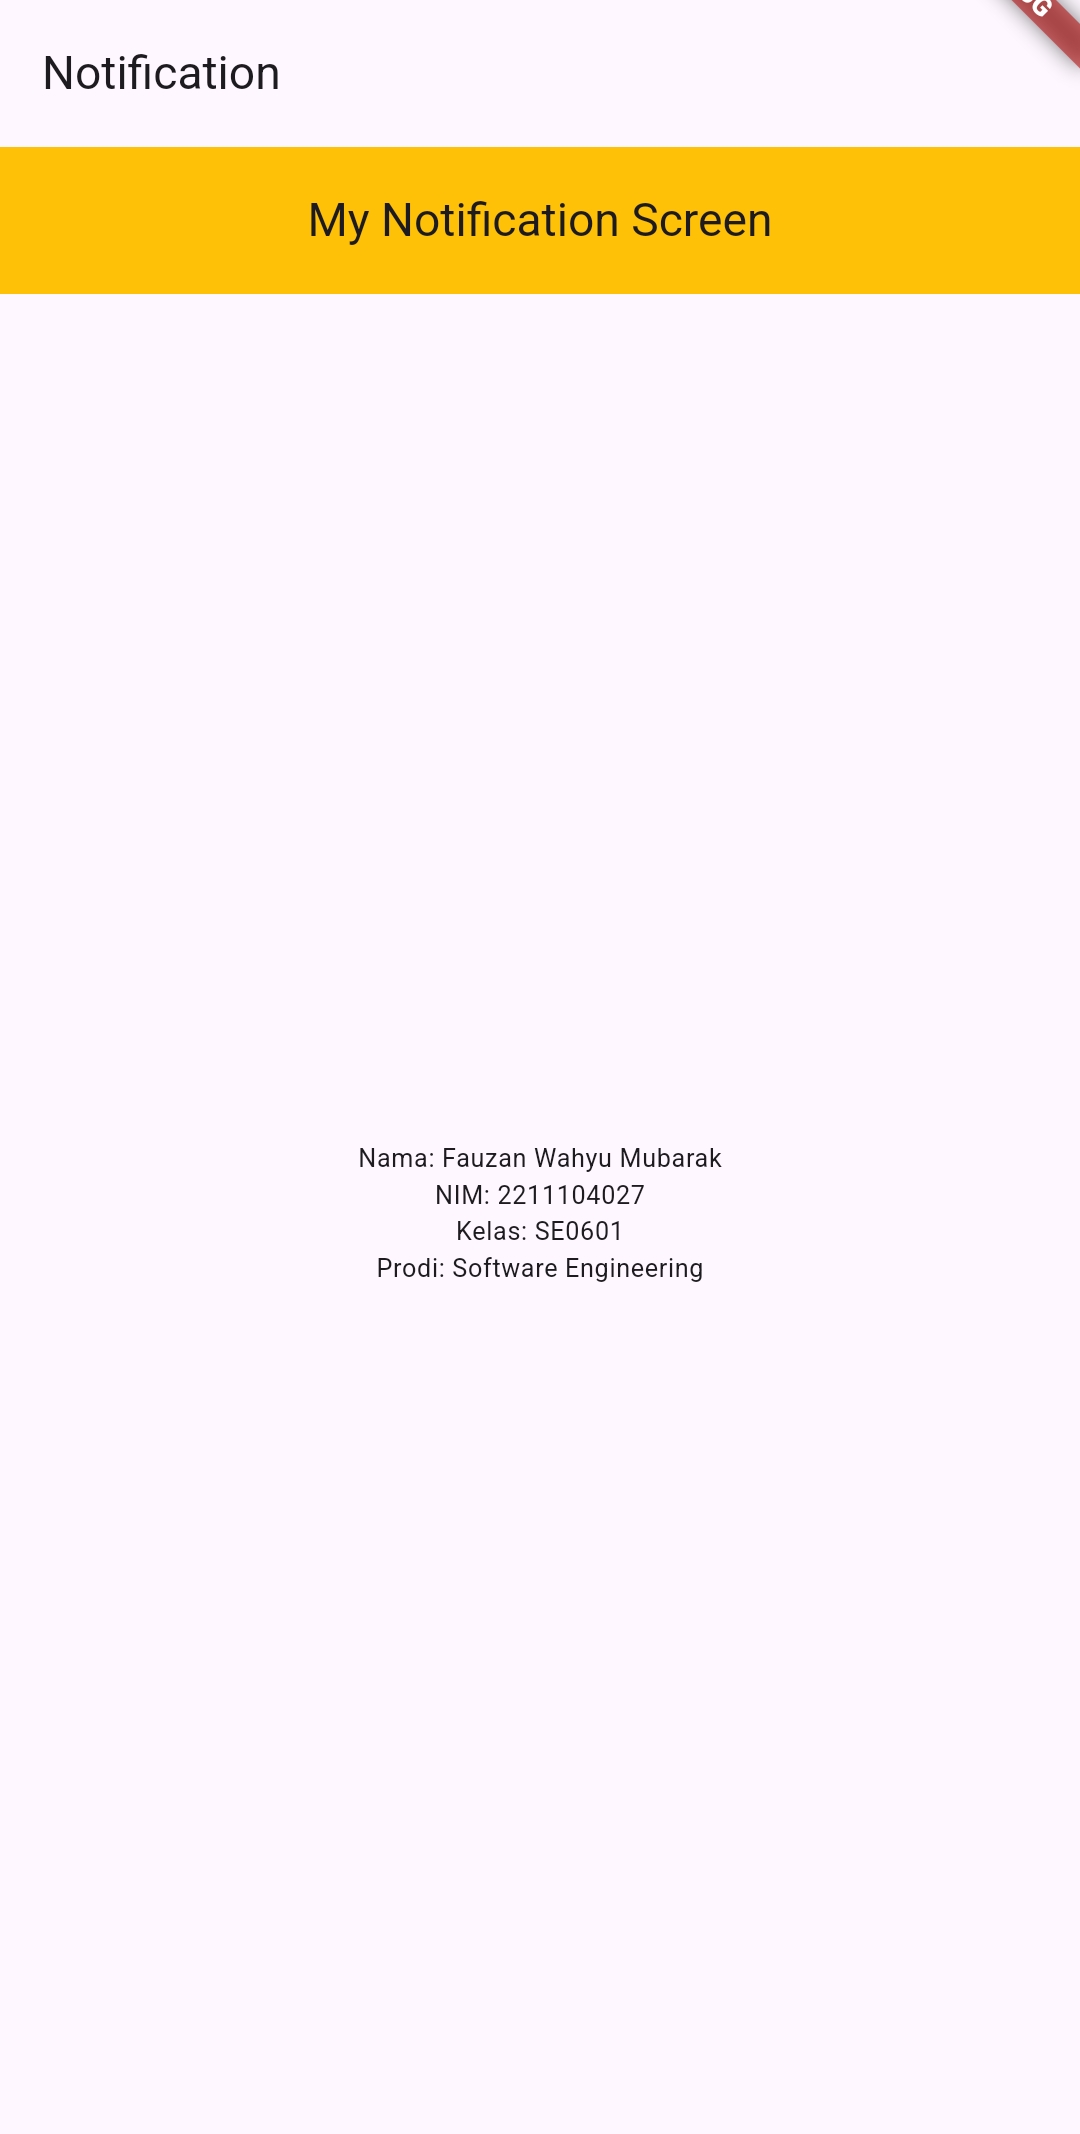 Notification
My Notification Screen
Nama: Fauzan Wahyu Mubarak
NIM: 2211104027
Kelas: SE0601
Prodi: Software Engineering